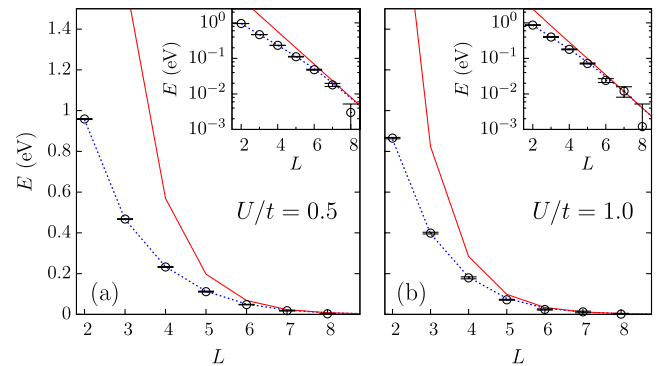 1.4
1.2
1
0.8
0.6
0.4
0.2
0
E (eV)
2 3 4 5 6 7 8
L
(a)
U/t = 0.5
10^0
10^{-1}
10^{-2}
10^{-3}
E (eV)
2 4 6 8
L
2 3 4 5 6 7 8
L
(b)
U/t = 1.0
10^0
10^{-1}
10^{-2}
10^{-3}
E (eV)
2 4 6 8
L